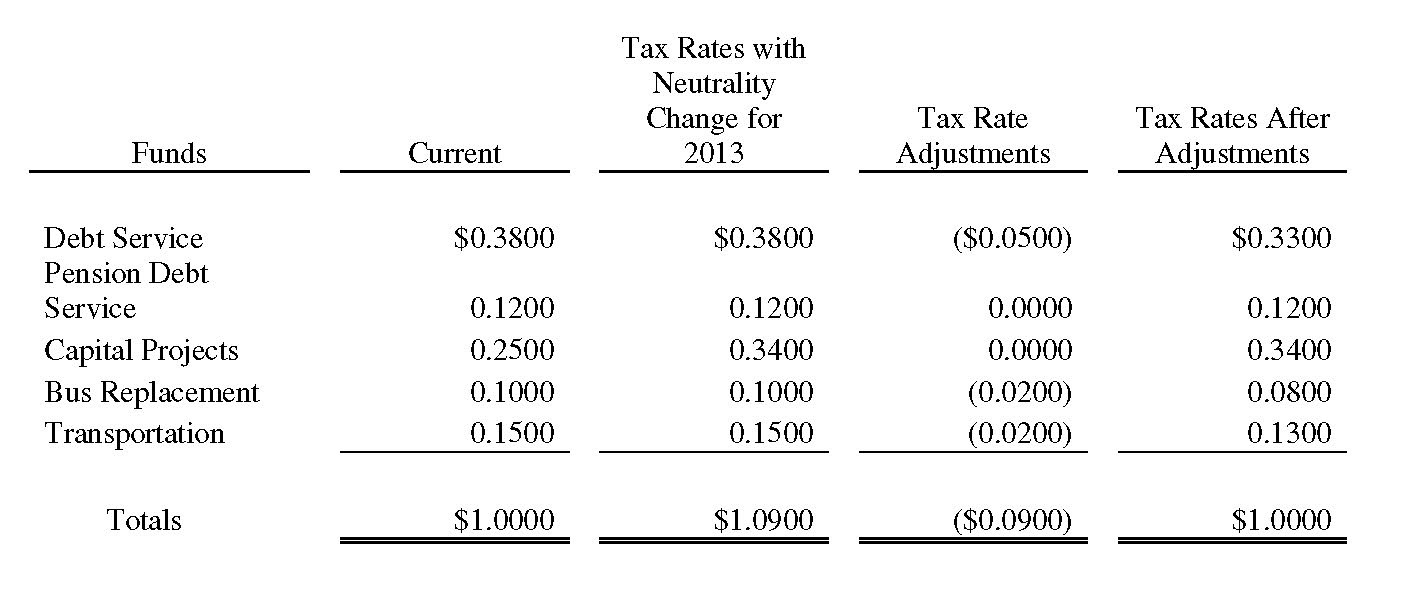 Tax Rates with
Neutrality
Change for Tax Rate Tax Rates After
Funds Current 2013 Adjustments Adjustments
Debt Service $0.3800 $0.3800 ($0.0500) $0.3300
Pension Debt
Service 0.1200 0.1200 0.0000 0.1200
Capital Projects 0.2500 0.3400 0.0000 0.3400
Bus Replacement 0.1000 0.1000 (0.0200) 0.0800
Transportation 0.1500 0.1500 (0.0200) 0.1300
Totals $1.0000 $1.0900 ($0.0900) $1.0000